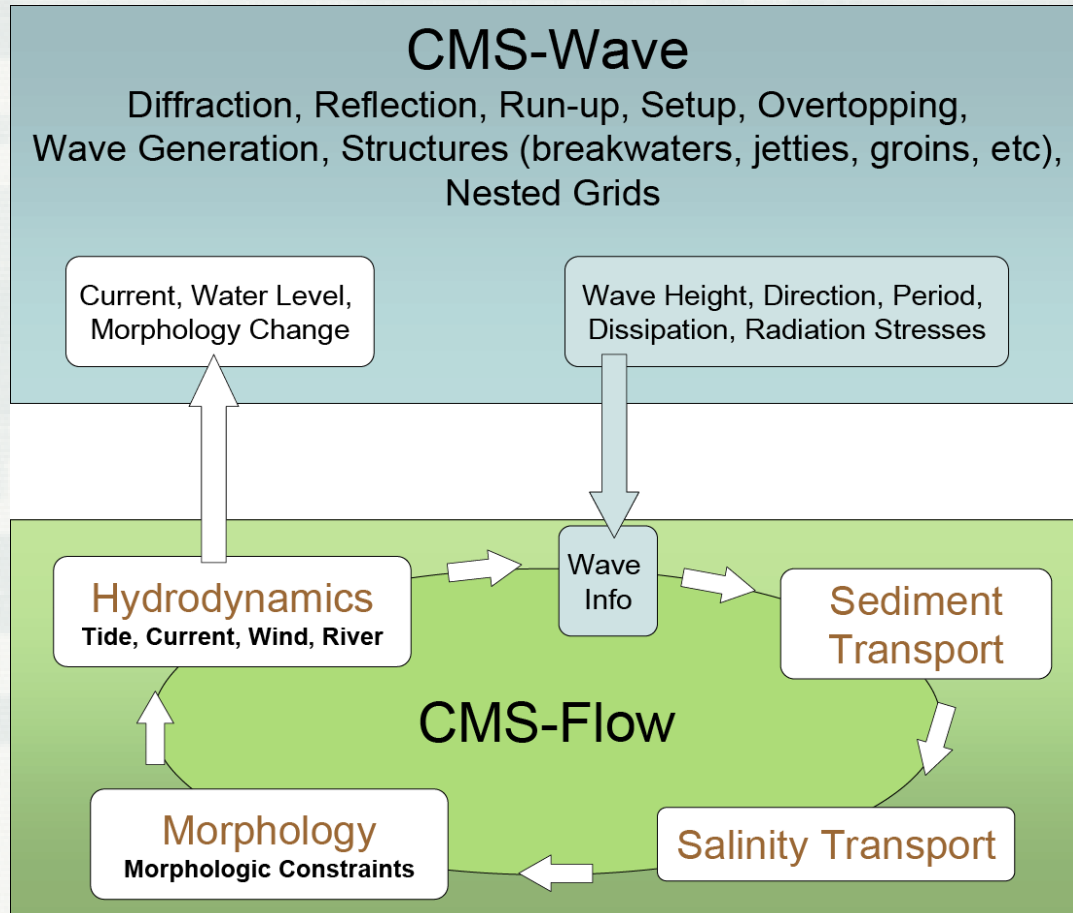 CMS-Wave
Diffraction, Reflection, Run-up, Setup, Overtopping,
Wave Generation, Structures (breakwaters, jetties, groins, etc),
Nested Grids
Current, Water Level,
Morphology Change
Wave Height, Direction, Period,
Dissipation, Radiation Stresses
Hydrodynamics
Tide, Current, Wind, River
Wave
Info
Sediment
Transport
CMS-Flow
Morphology
Morphologic Constraints
Salinity Transport